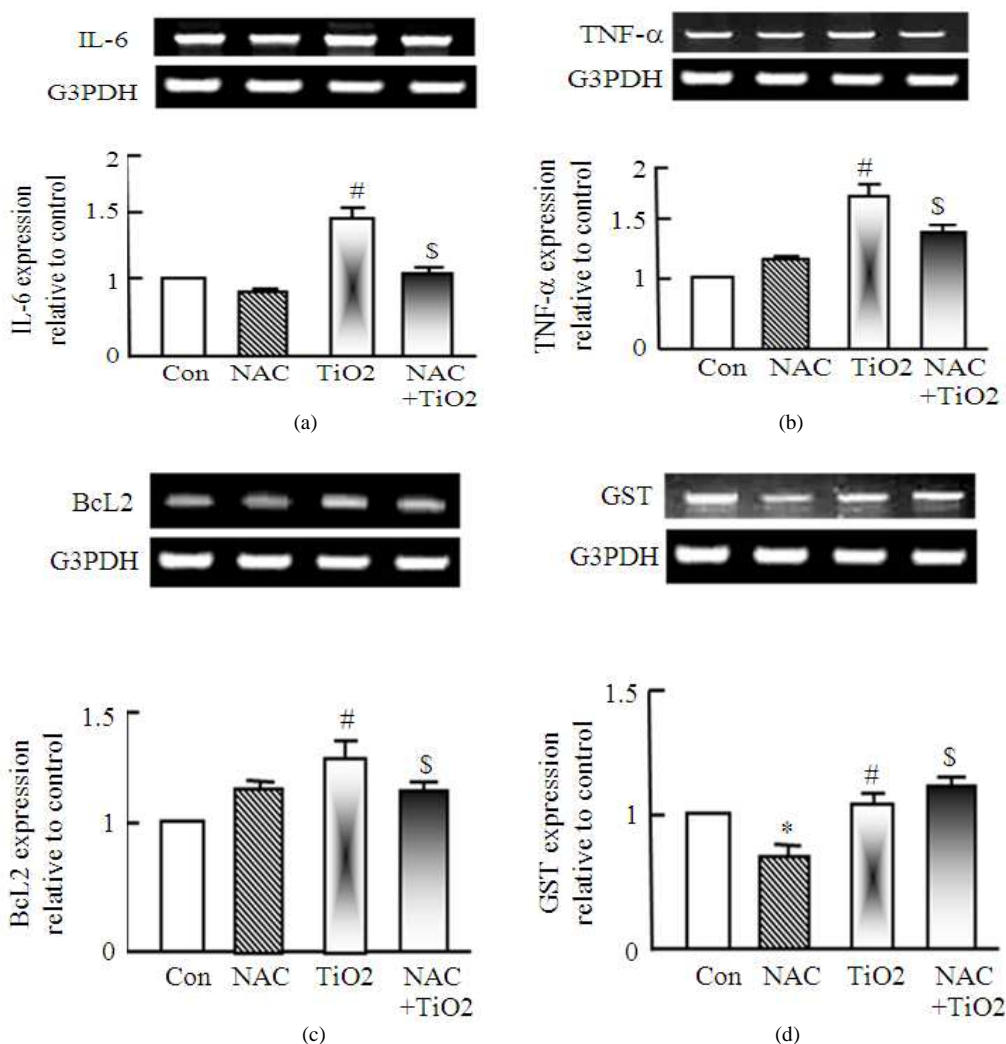 IL-6
G3PDH
IL-6 expression
relative to control
2
1.5
1
0
#
$
Con NAC TiO2 NAC
+TiO2
(a)
TNF-α
G3PDH
TNF-α expression
relative to control
2
1.5
1
0
#
$
Con NAC TiO2 NAC
+TiO2
(b)
BcL2
G3PDH
BcL2 expression
relative to control
1.5
1
0
#
$
Con NAC TiO2 NAC
+TiO2
(c)
GST
G3PDH
GST expression
relative to control
1.5
1
0
*
#
$
Con NAC TiO2 NAC
+TiO2
(d)